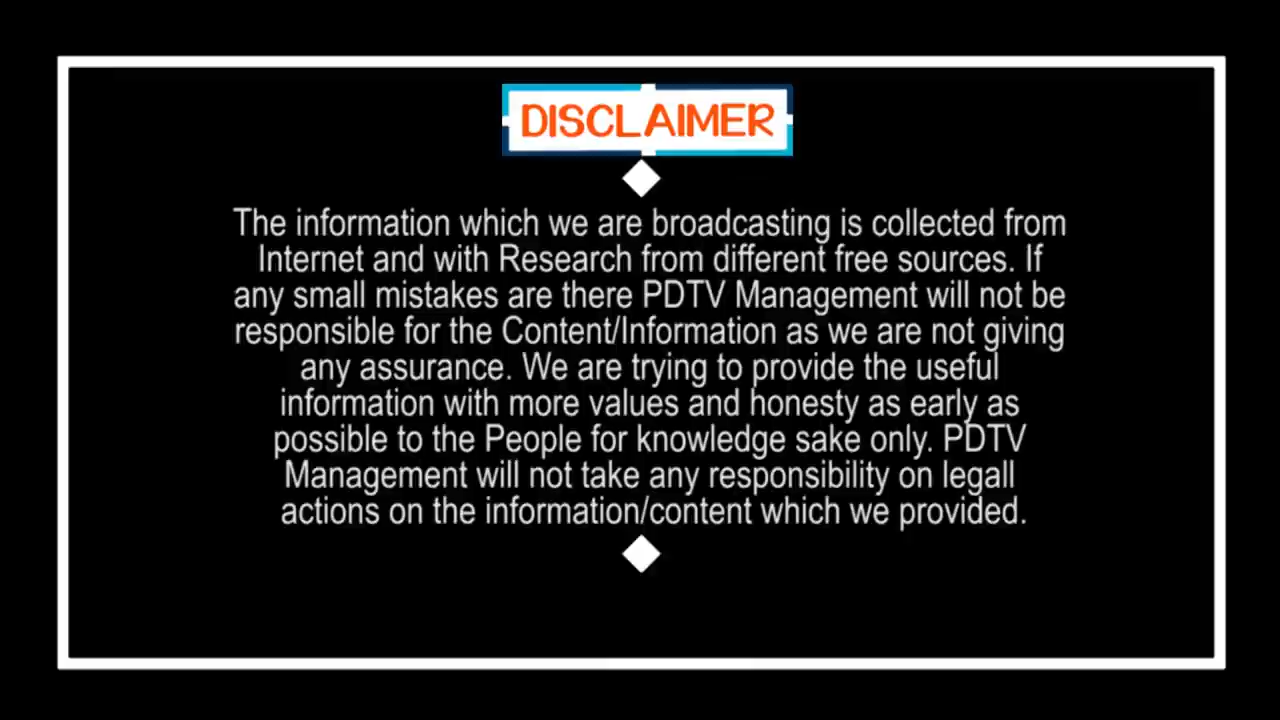 DISCLAIMER
The information which we are broadcasting is collected from
Internet and with Research from different free sources. If
any small mistakes are there PDTV Management will not be
responsible for the Content/Information as we are not giving
any assurance. We are trying to provide the useful
information with more values and honesty as early as
possible to the People for knowledge sake only. PDTV
Management will not take any responsibility on legall
actions on the information/content which we provided.